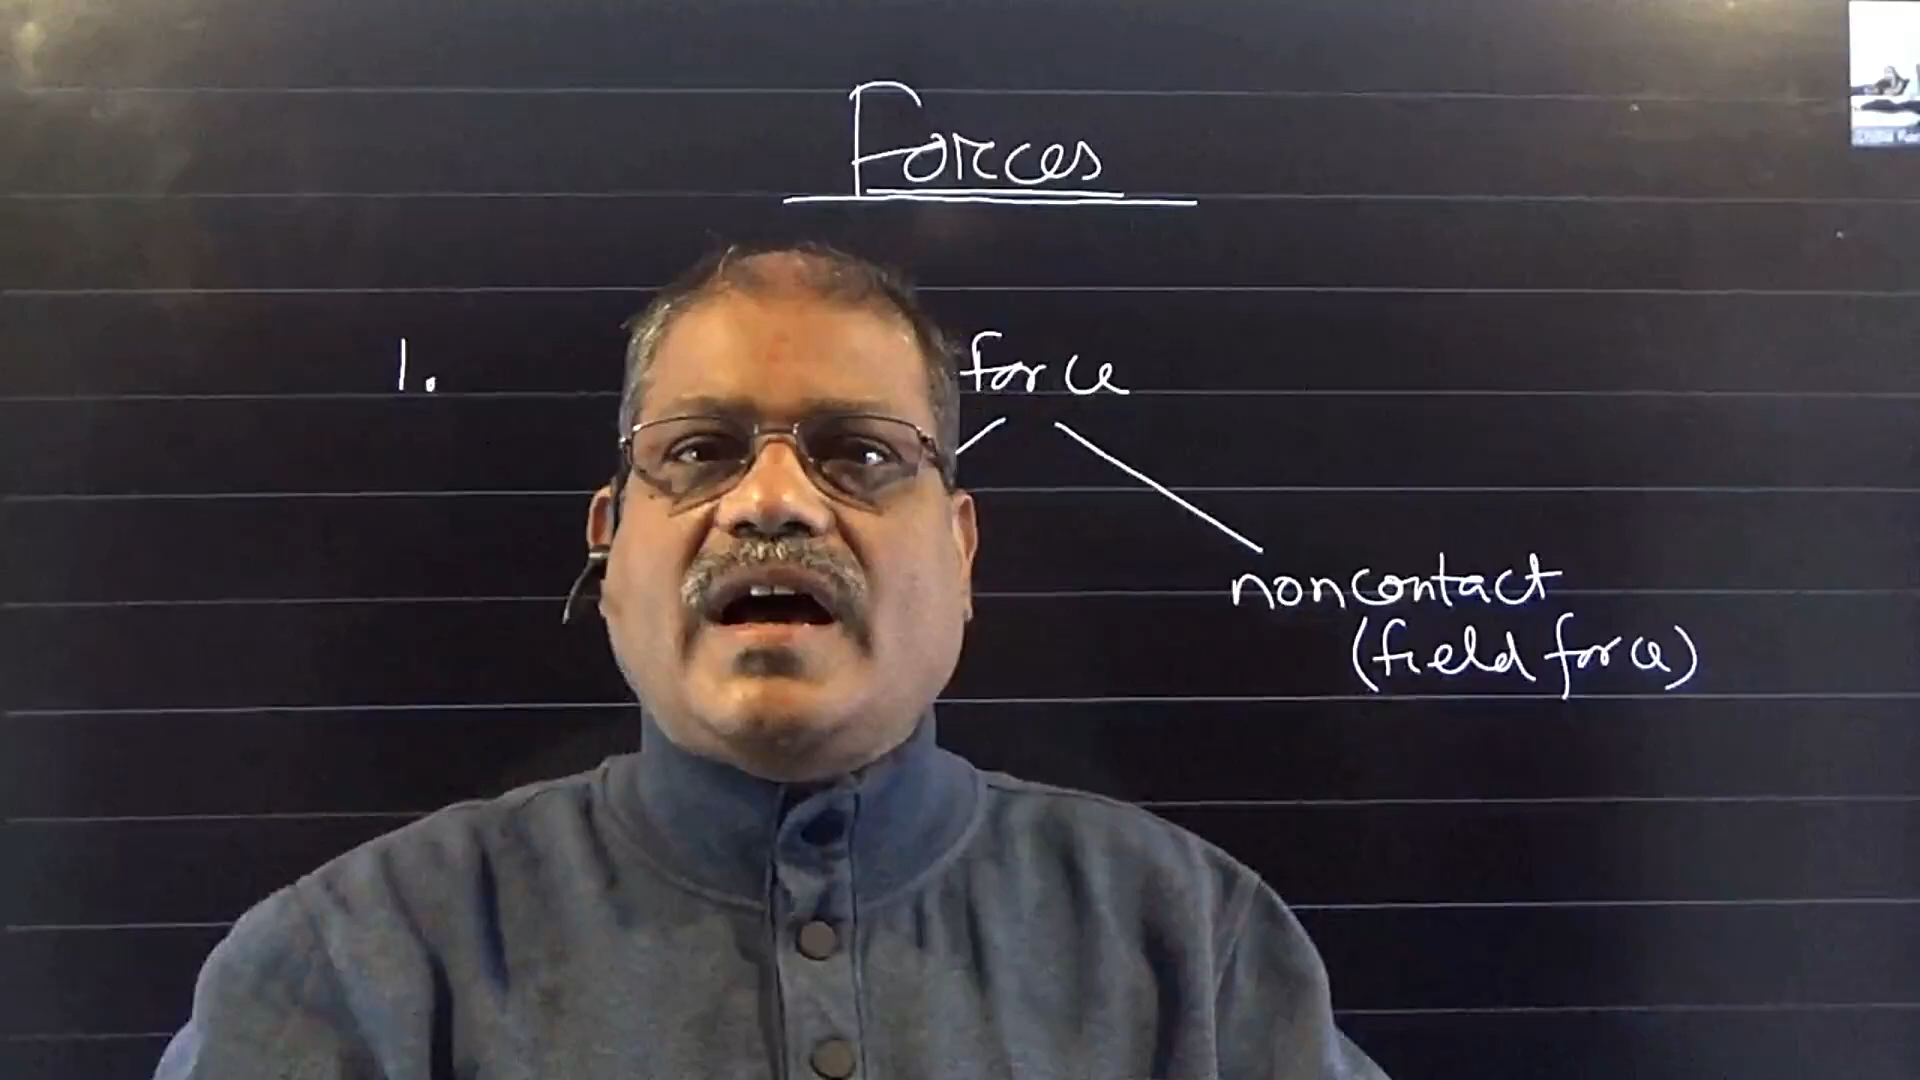 Forces
1. force
noncontact
(field force)